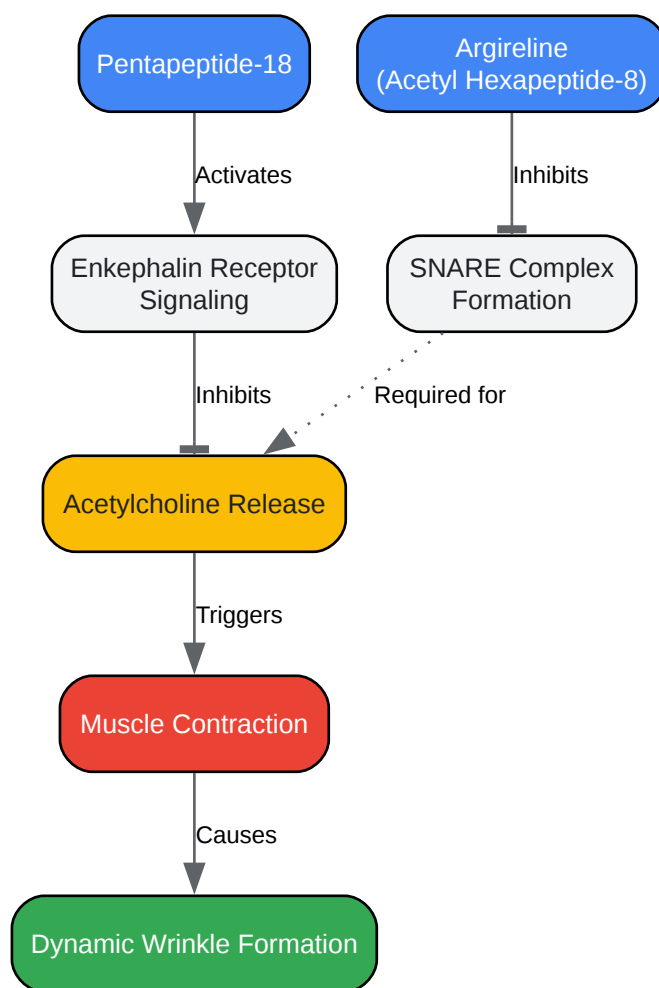 Pentapeptide-18
Argireline
(Acetyl Hexapeptide-8)
Activates
Inhibits
Enkephalin Receptor
Signaling
SNARE Complex
Formation
Inhibits
Required for
Acetylcholine Release
Triggers
Muscle Contraction
Causes
Dynamic Wrinkle Formation